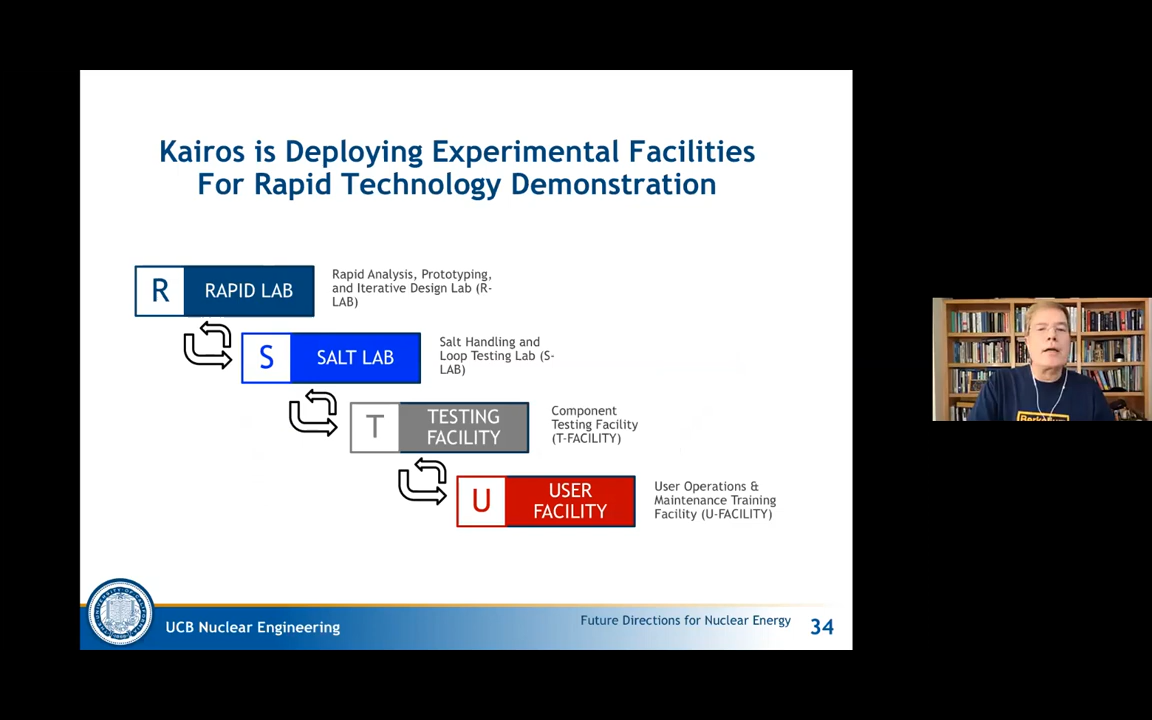 Kairos is Deploying Experimental Facilities
For Rapid Technology Demonstration
R
RAPID LAB
Rapid Analysis, Prototyping,
and Iterative Design Lab (R-
LAB)
S
SALT LAB
Salt Handling and
Loop Testing Lab (S-
LAB)
T
TESTING
FACILITY
Component
Testing Facility
(T-FACILITY)
U
USER
FACILITY
User Operations &
Maintenance Training
Facility (U-FACILITY)
UCB Nuclear Engineering
Future Directions for Nuclear Energy
34